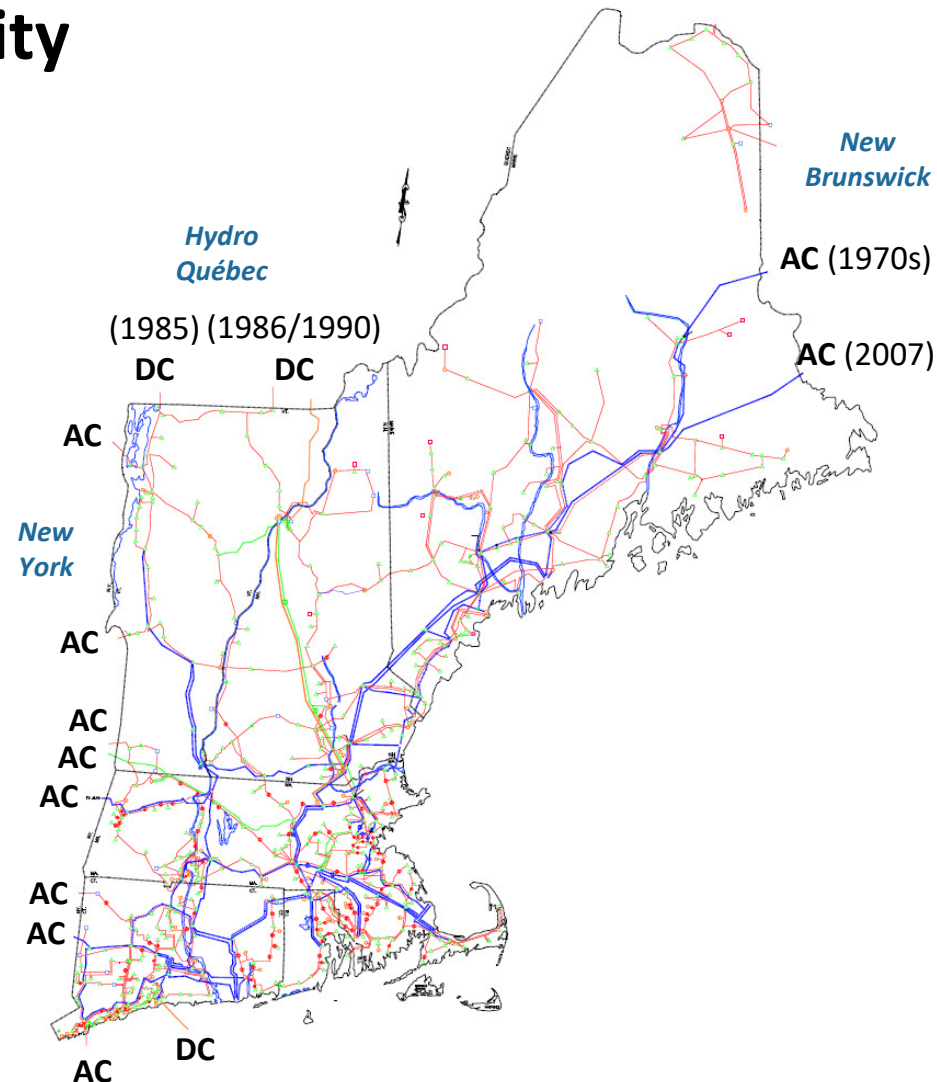 ity
New
Brunswick
Hydro
Québec
AC (1970s)
(1985) (1986/1990)
DC DC
AC (2007)
AC
New
York
AC
AC
AC
AC
AC
AC
DC
AC